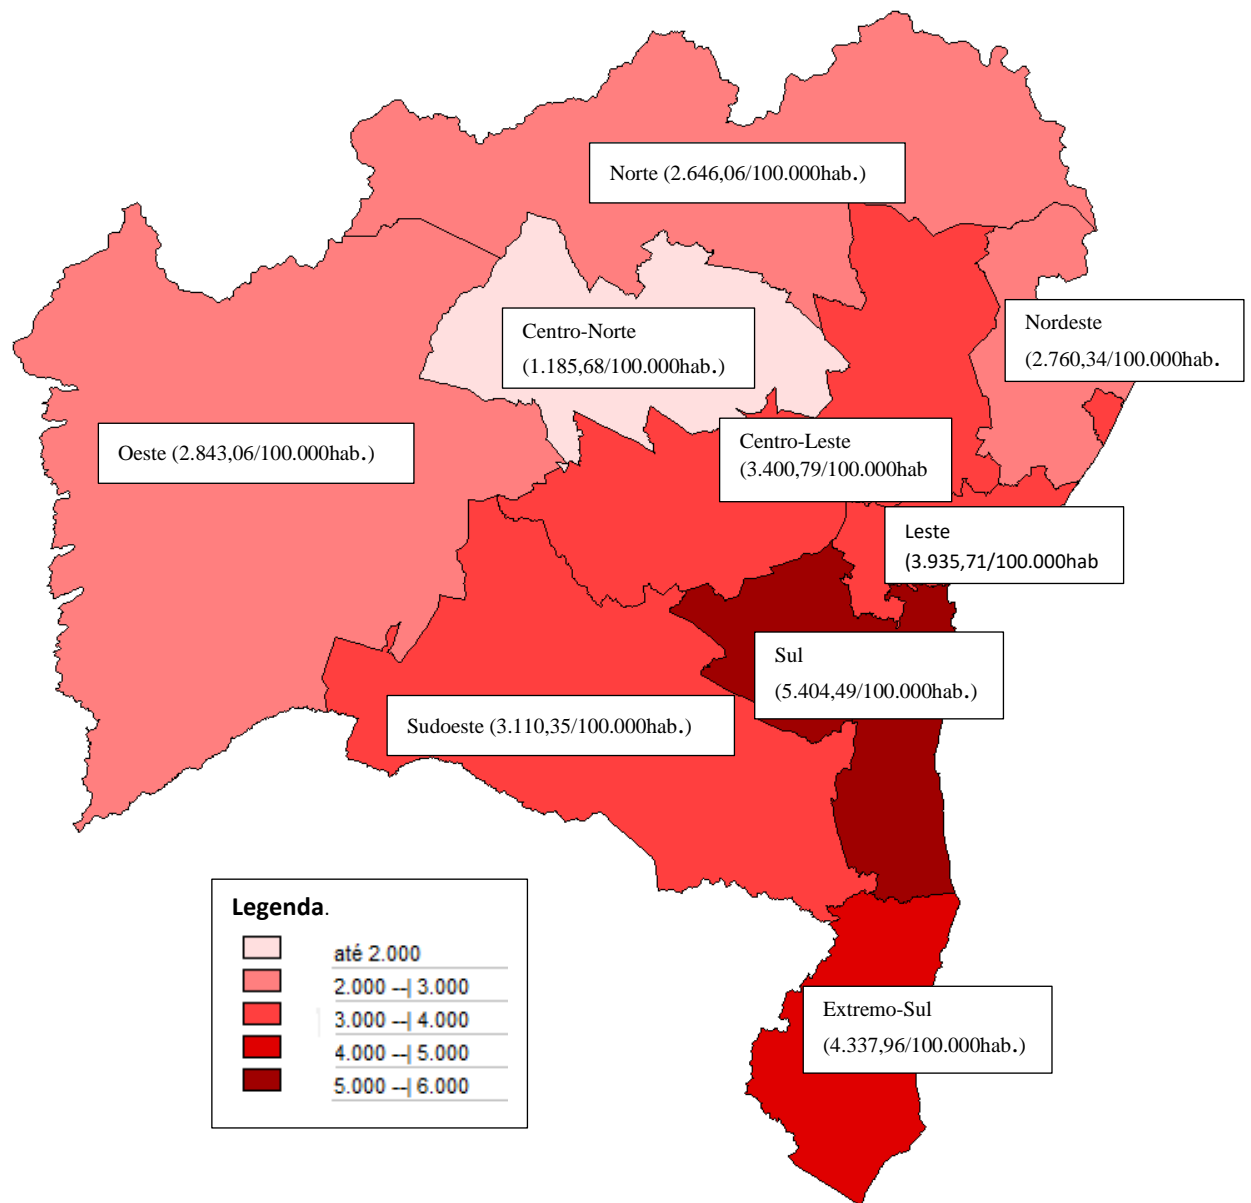 Norte (2.646,06/100.000hab.)
Centro-Norte
(1.185,68/100.000hab.)
Nordeste
(2.760,34/100.000hab.
Oeste (2.843,06/100.000hab.)
Centro-Leste
(3.400,79/100.000hab
Leste
(3.935,71/100.000hab
Sul
(5.404,49/100.000hab.)
Sudoeste (3.110,35/100.000hab.)
Extremo-Sul
(4.337,96/100.000hab.)
Legenda.
até 2.000
2.000 --| 3.000
3.000 --| 4.000
4.000 --| 5.000
5.000 --| 6.000